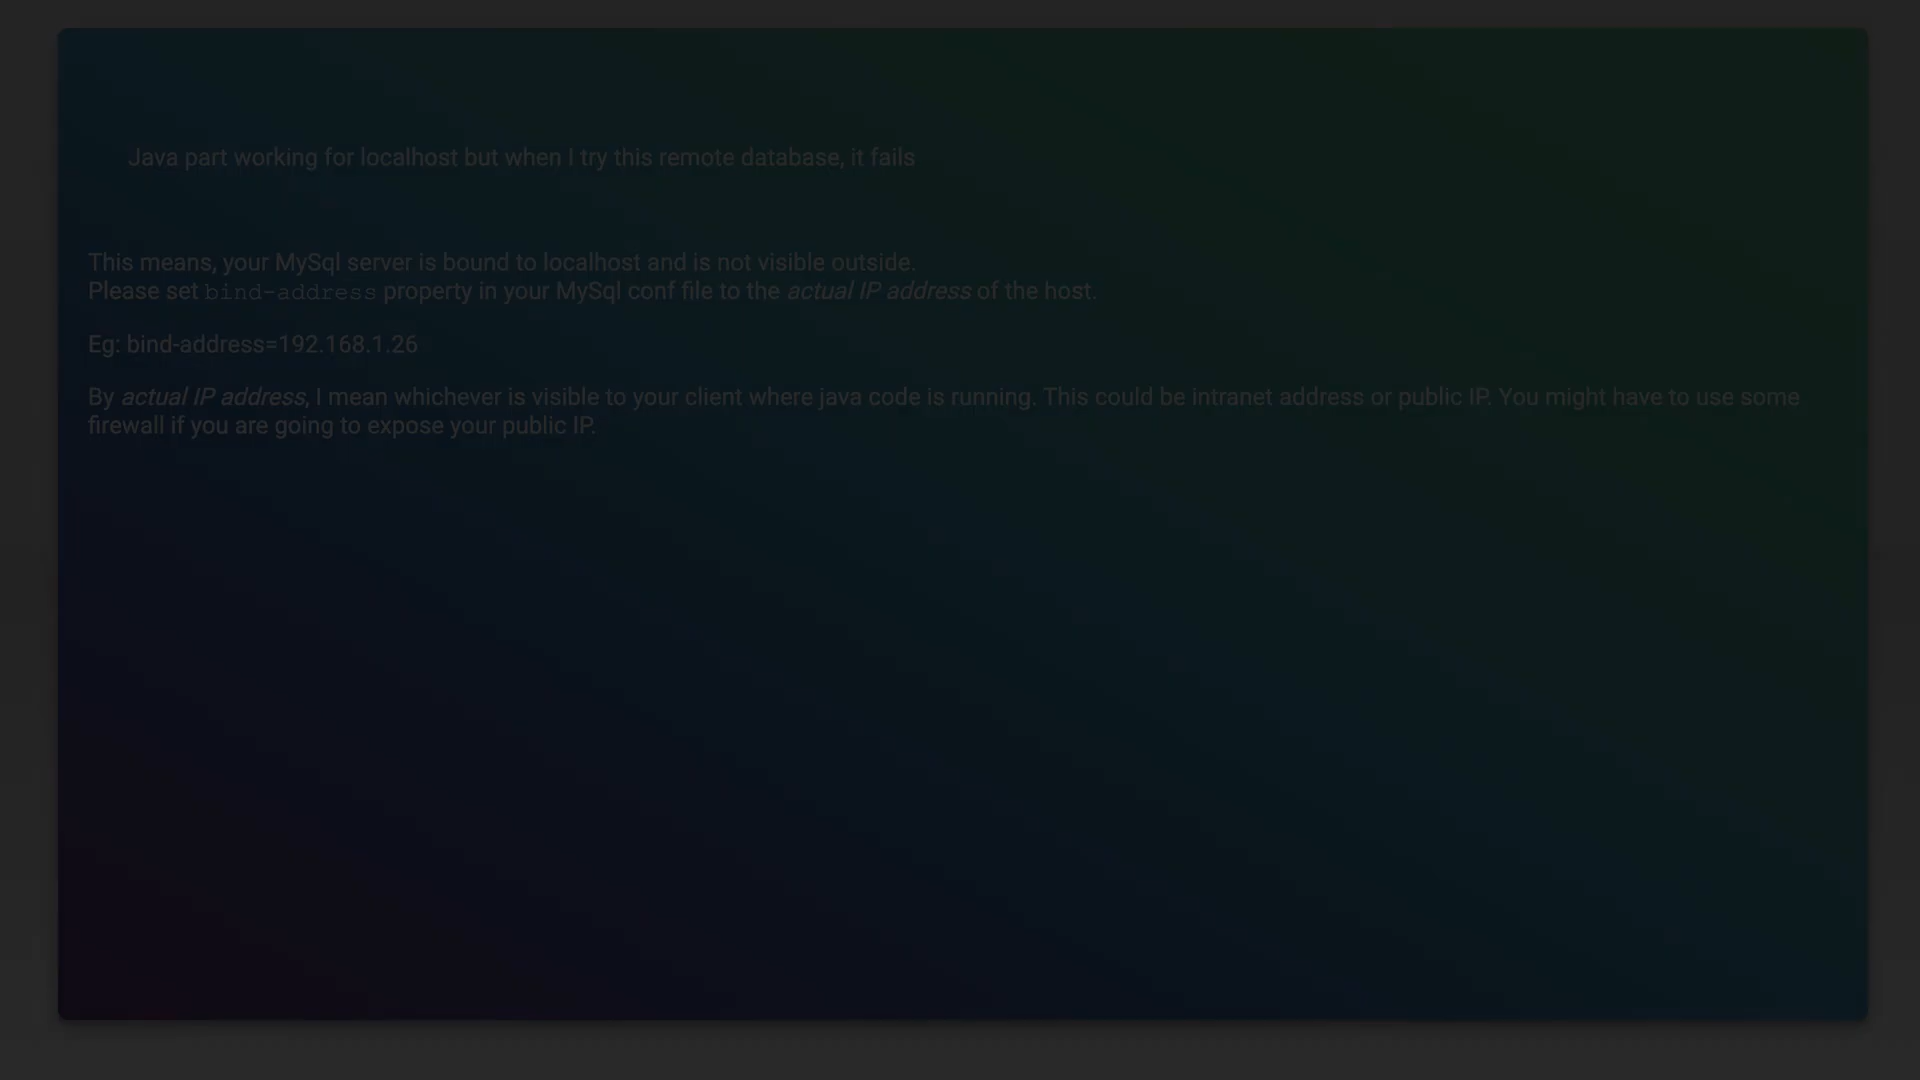 Java part working for localhost but when I try this remote database, it fails
This means, your MySql server is bound to localhost and is not visible outside.
Please set bind-address property in your MySql conf file to the actual IP address of the host.
Eg: bind-address=192.168.1.26
By actual IP address, I mean whichever is visible to your client where java code is running. This could be intranet address or public IP. You might have to use some
firewall if you are going to expose your public IP.